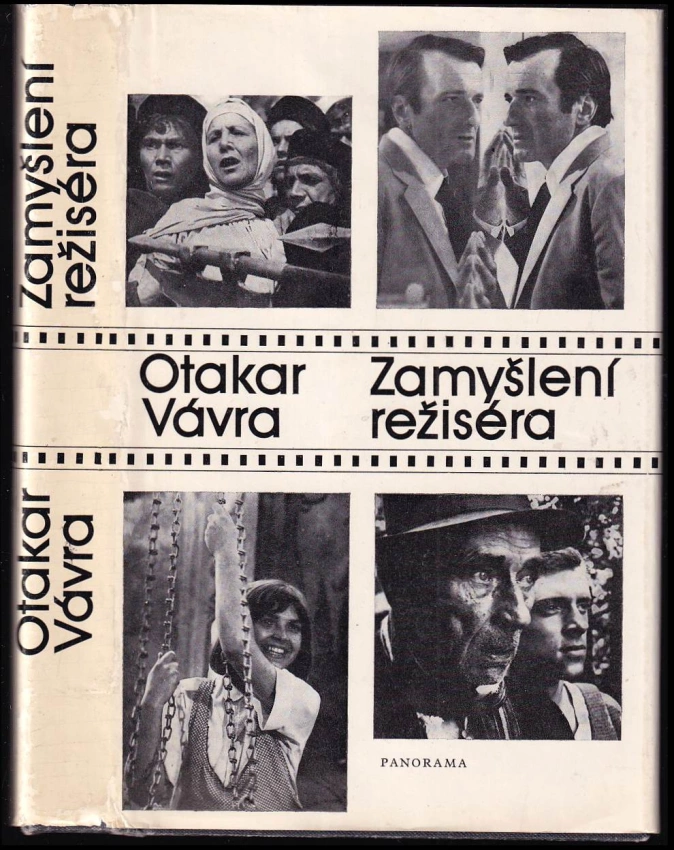 Zamyšlení
režiséra
Otakar
Vávra
Otakar
Vávra
Zamyšlení
režiséra
PANORAMA